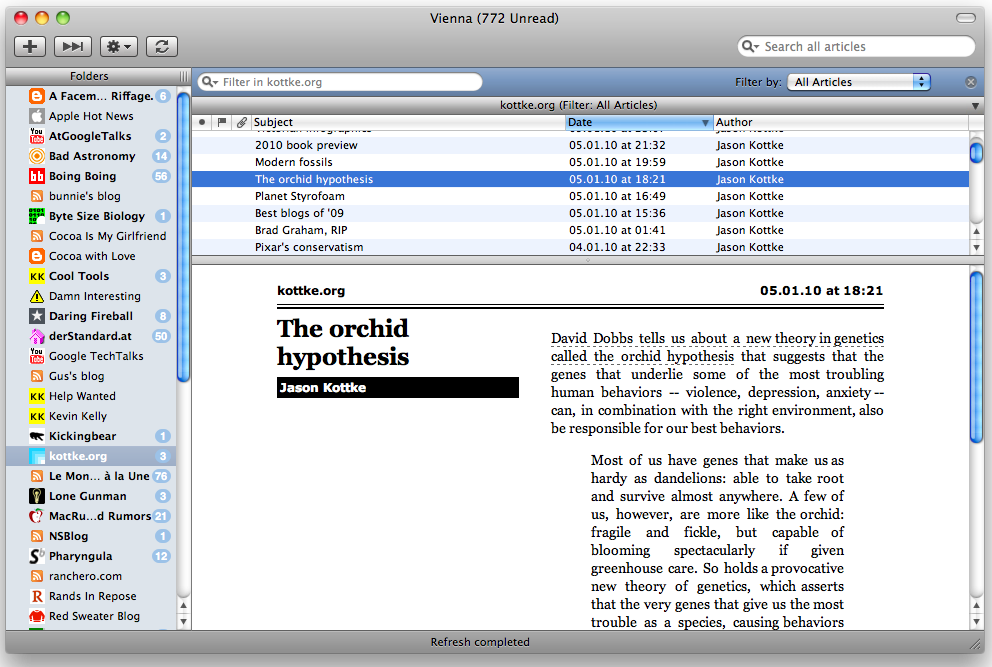 Vienna (772 Unread)
Search all articles
Folders
Filter in kottke.org
Filter by: All Articles
kottke.org (Filter: All Articles)
A Facem... Riffage. 6
Apple Hot News
AtGoogleTalks 2
Bad Astronomy 14
Boing Boing 56
bunnie's blog
Byte Size Biology 1
Cocoa Is My Girlfriend
Cocoa with Love
KK Cool Tools 3
Damn Interesting
Daring Fireball 8
derStandard.at 50
Google TechTalks
Gus's blog
KK Help Wanted
KK Kevin Kelly
Kickingbear 1
kottke.org 3
Le Mon... à la Une 76
Lone Gunman 3
MacRu...d Rumors 21
NSBlog 1
Pharyngula 12
ranchero.com
R Rands In Repose
Red Sweater Blog
Subject Date Author
2010 book preview 05.01.10 at 21:32 Jason Kottke
Modern fossils 05.01.10 at 19:59 Jason Kottke
The orchid hypothesis 05.01.10 at 18:21 Jason Kottke
Planet Styrofoam 05.01.10 at 16:49 Jason Kottke
Best blogs of '09 05.01.10 at 15:36 Jason Kottke
Brad Graham, RIP 05.01.10 at 01:41 Jason Kottke
Pixar's conservatism 04.01.10 at 22:33 Jason Kottke
kottke.org 05.01.10 at 18:21
The orchid
hypothesis
Jason Kottke
David Dobbs tells us about a new theory in genetics
called the orchid hypothesis that suggests that the
genes that underlie some of the most troubling
human behaviors -- violence, depression, anxiety --
can, in combination with the right environment, also
be responsible for our best behaviors.
Most of us have genes that make us as
hardy as dandelions: able to take root
and survive almost anywhere. A few of
us, however, are more like the orchid:
fragile and fickle, but capable of
blooming spectacularly if given
greenhouse care. So holds a provocative
new theory of genetics, which asserts
that the very genes that give us the most
trouble as a species, causing behaviors
Refresh completed